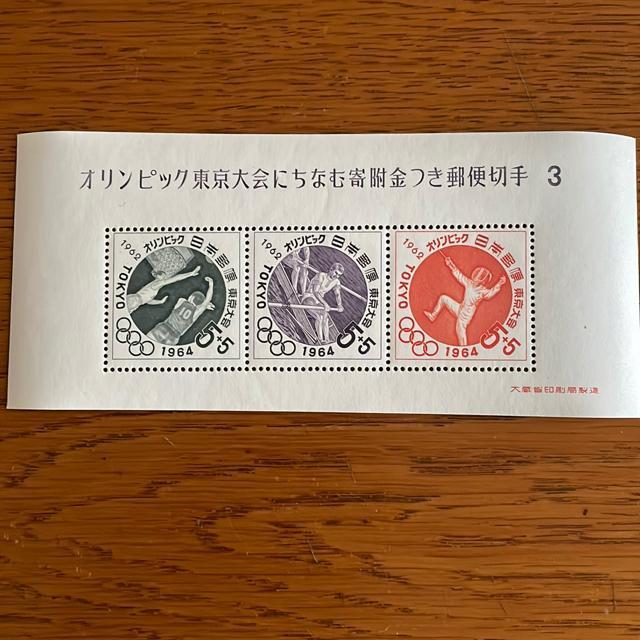 オリンピック東京大会にちなむ寄附金つき郵便切手 3
1962 オリンピック 日本郵便
TOKYO 東京大会
10
5+5
1964
1962 オリンピック 日本郵便
TOKYO 東京大会
5+5
1964
1962 オリンピック 日本郵便
TOKYO 東京大会
5+5
1964
大蔵省印刷局製造